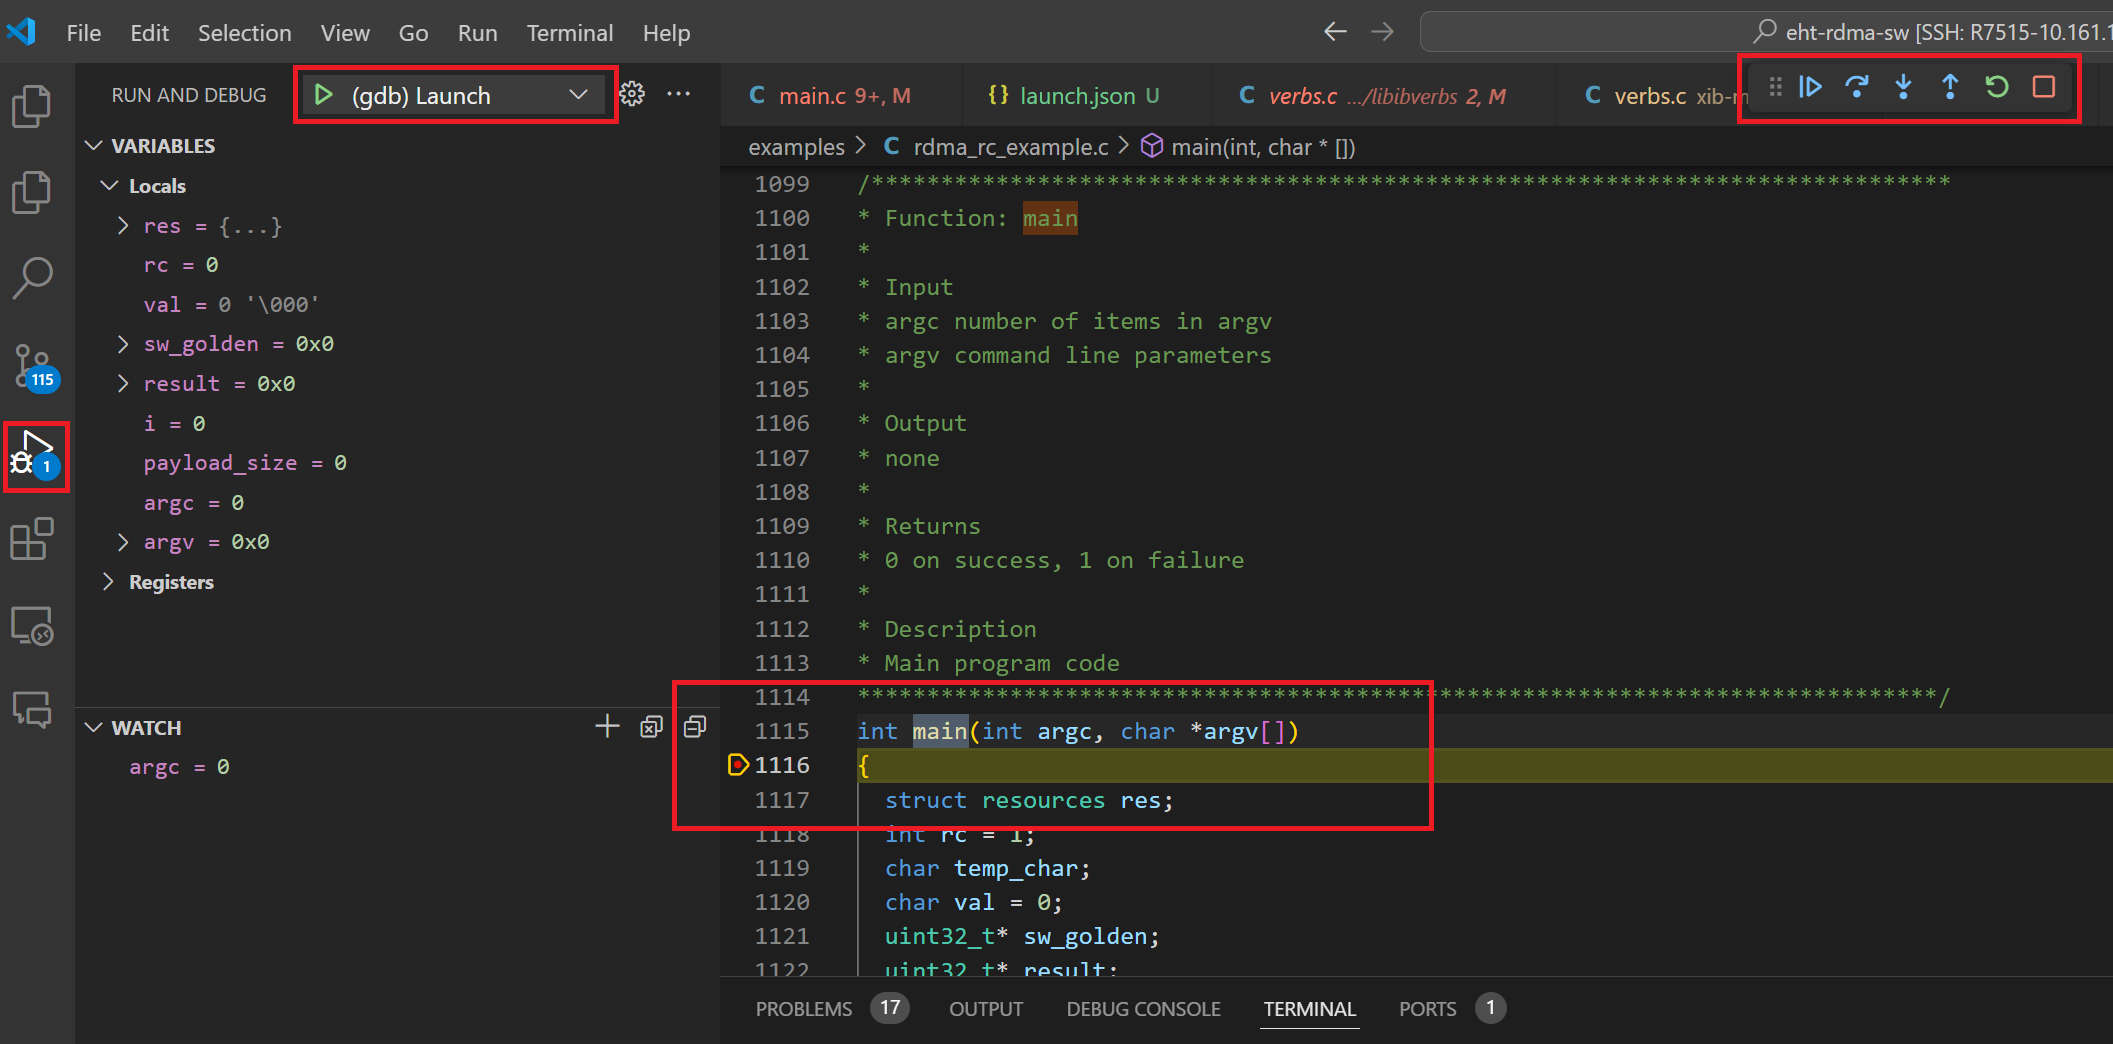 File Edit Selection View Go Run Terminal Help
eht-rdma-sw [SSH: R7515-10.161.1
RUN AND DEBUG
(gdb) Launch
VARIABLES
Locals
res = {...}
rc = 0
val = 0 '\000'
sw_golden = 0x0
result = 0x0
i = 0
payload_size = 0
argc = 0
argv = 0x0
Registers
115
1
WATCH
argc = 0
main.c 9+, M
launch.json U
verbs.c .../libibverbs 2, M
verbs.c xib-m
examples > C rdma_rc_example.c > main(int, char * [])
1099 /******************************************************************************
1100 * Function: main
1101 *
1102 * Input
1103 * argc number of items in argv
1104 * argv command line parameters
1105 *
1106 * Output
1107 * none
1108 *
1109 * Returns
1110 * 0 on success, 1 on failure
1111 *
1112 * Description
1113 * Main program code
1114 ******************************************************************************/
1115 int main(int argc, char *argv[])
1116 {
1117 struct resources res;
1118 int rc = 1;
1119 char temp_char;
1120 char val = 0;
1121 uint32_t* sw_golden;
1122 uint32_t* result;
PROBLEMS 17 OUTPUT DEBUG CONSOLE TERMINAL PORTS 1